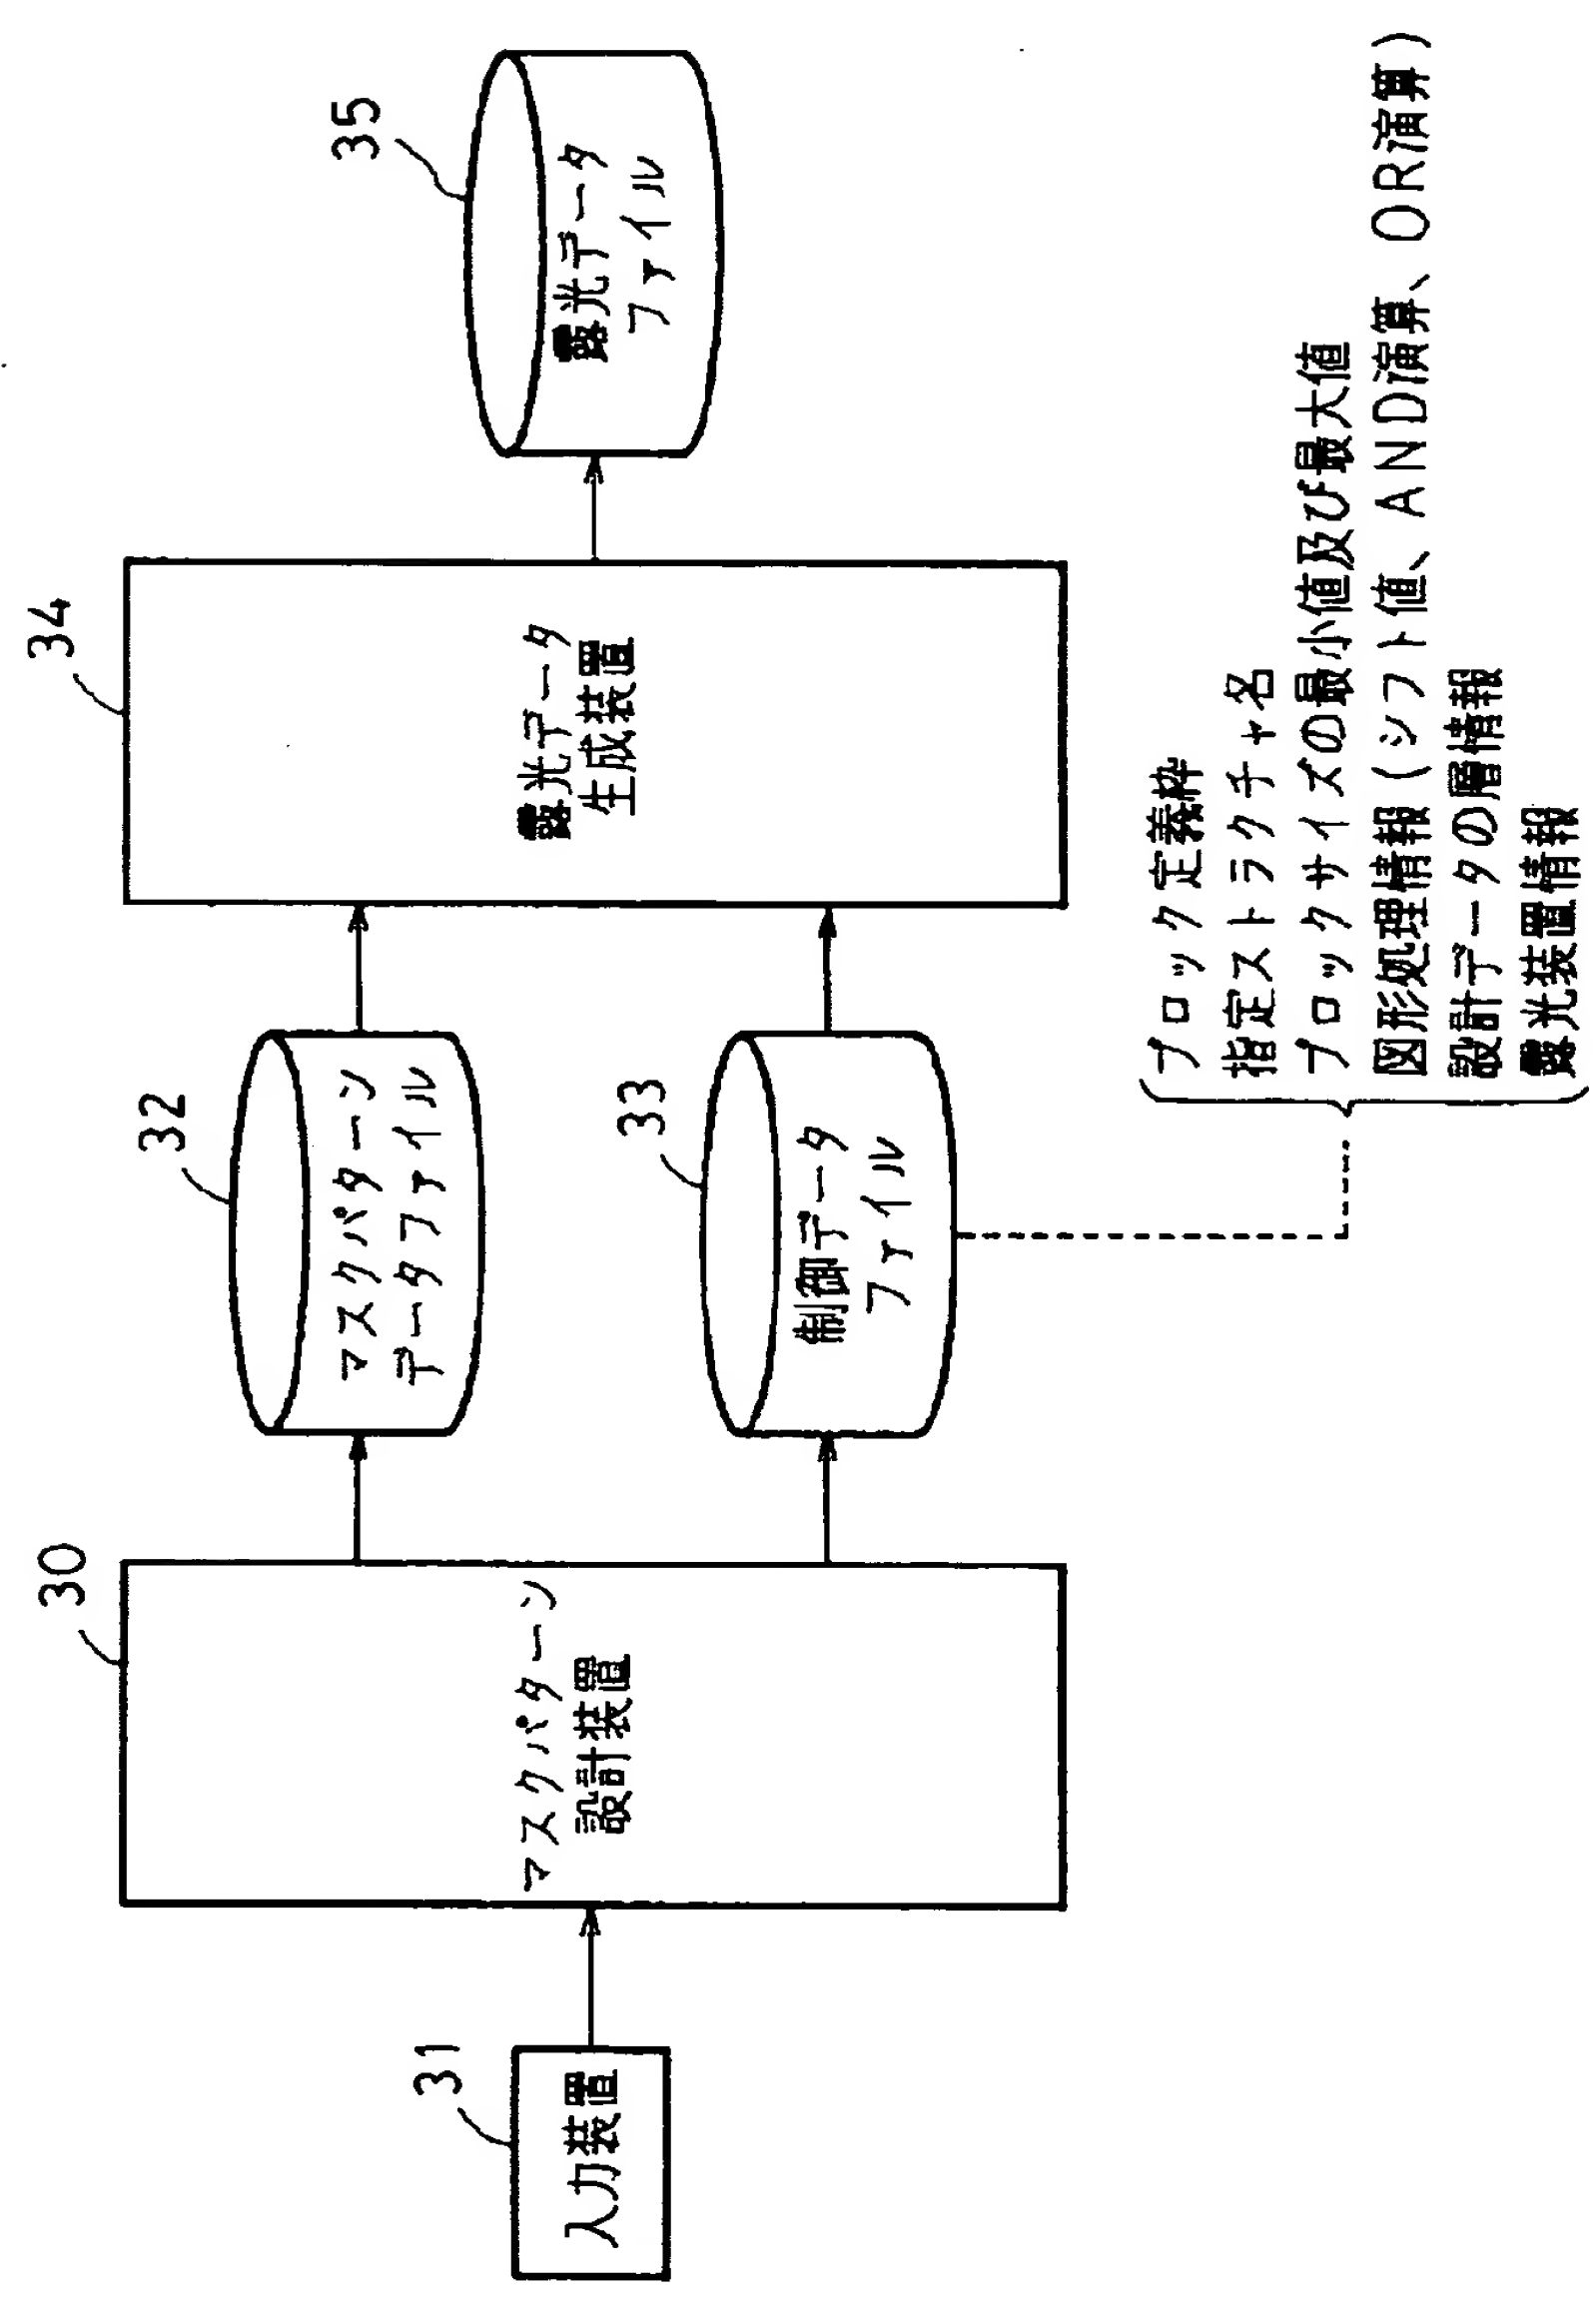 31
入力装置
30
マスクパターン
設計装置
32
マスクパターン
データファイル
33
制御データ
ファイル
34
露光データ
生成装置
35
露光データ
ファイル
ブロック定義枠
指定ストラクチャ名
ブロックサイズの最小値及び最大値
図形処理情報(シフト値、AND演算、OR演算)
設計データの層情報
露光装置情報